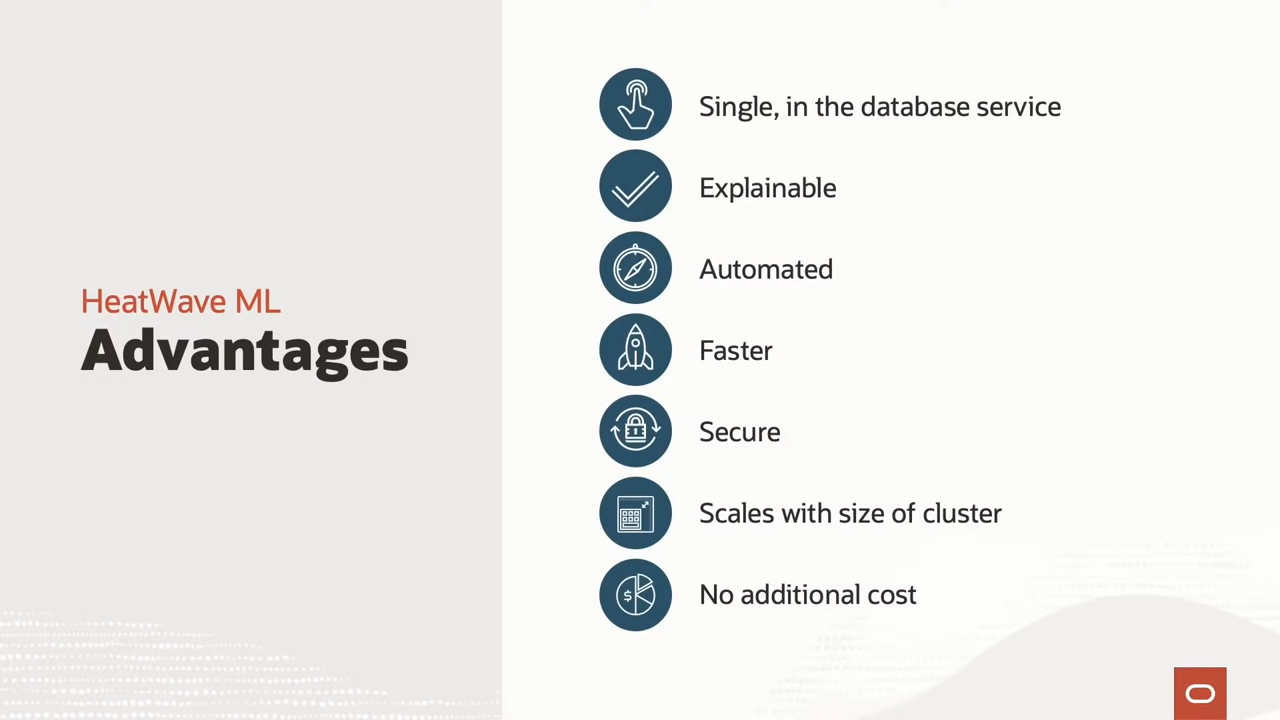 HeatWave ML
Advantages
Single, in the database service
Explainable
Automated
Faster
Secure
Scales with size of cluster
No additional cost